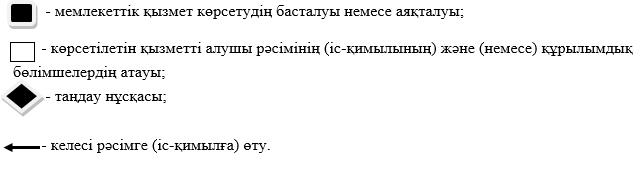 - мемлекеттік қызмет көрсетудің басталуы немесе аяқталуы;
- көрсетілетін қызметті алушы рәсімінің (іс-қимылының) және (немесе) құрылымдық
бөлімшелердің атауы;
- таңдау нұсқасы;
- келесі рәсімге (іс-қимылға) өту.